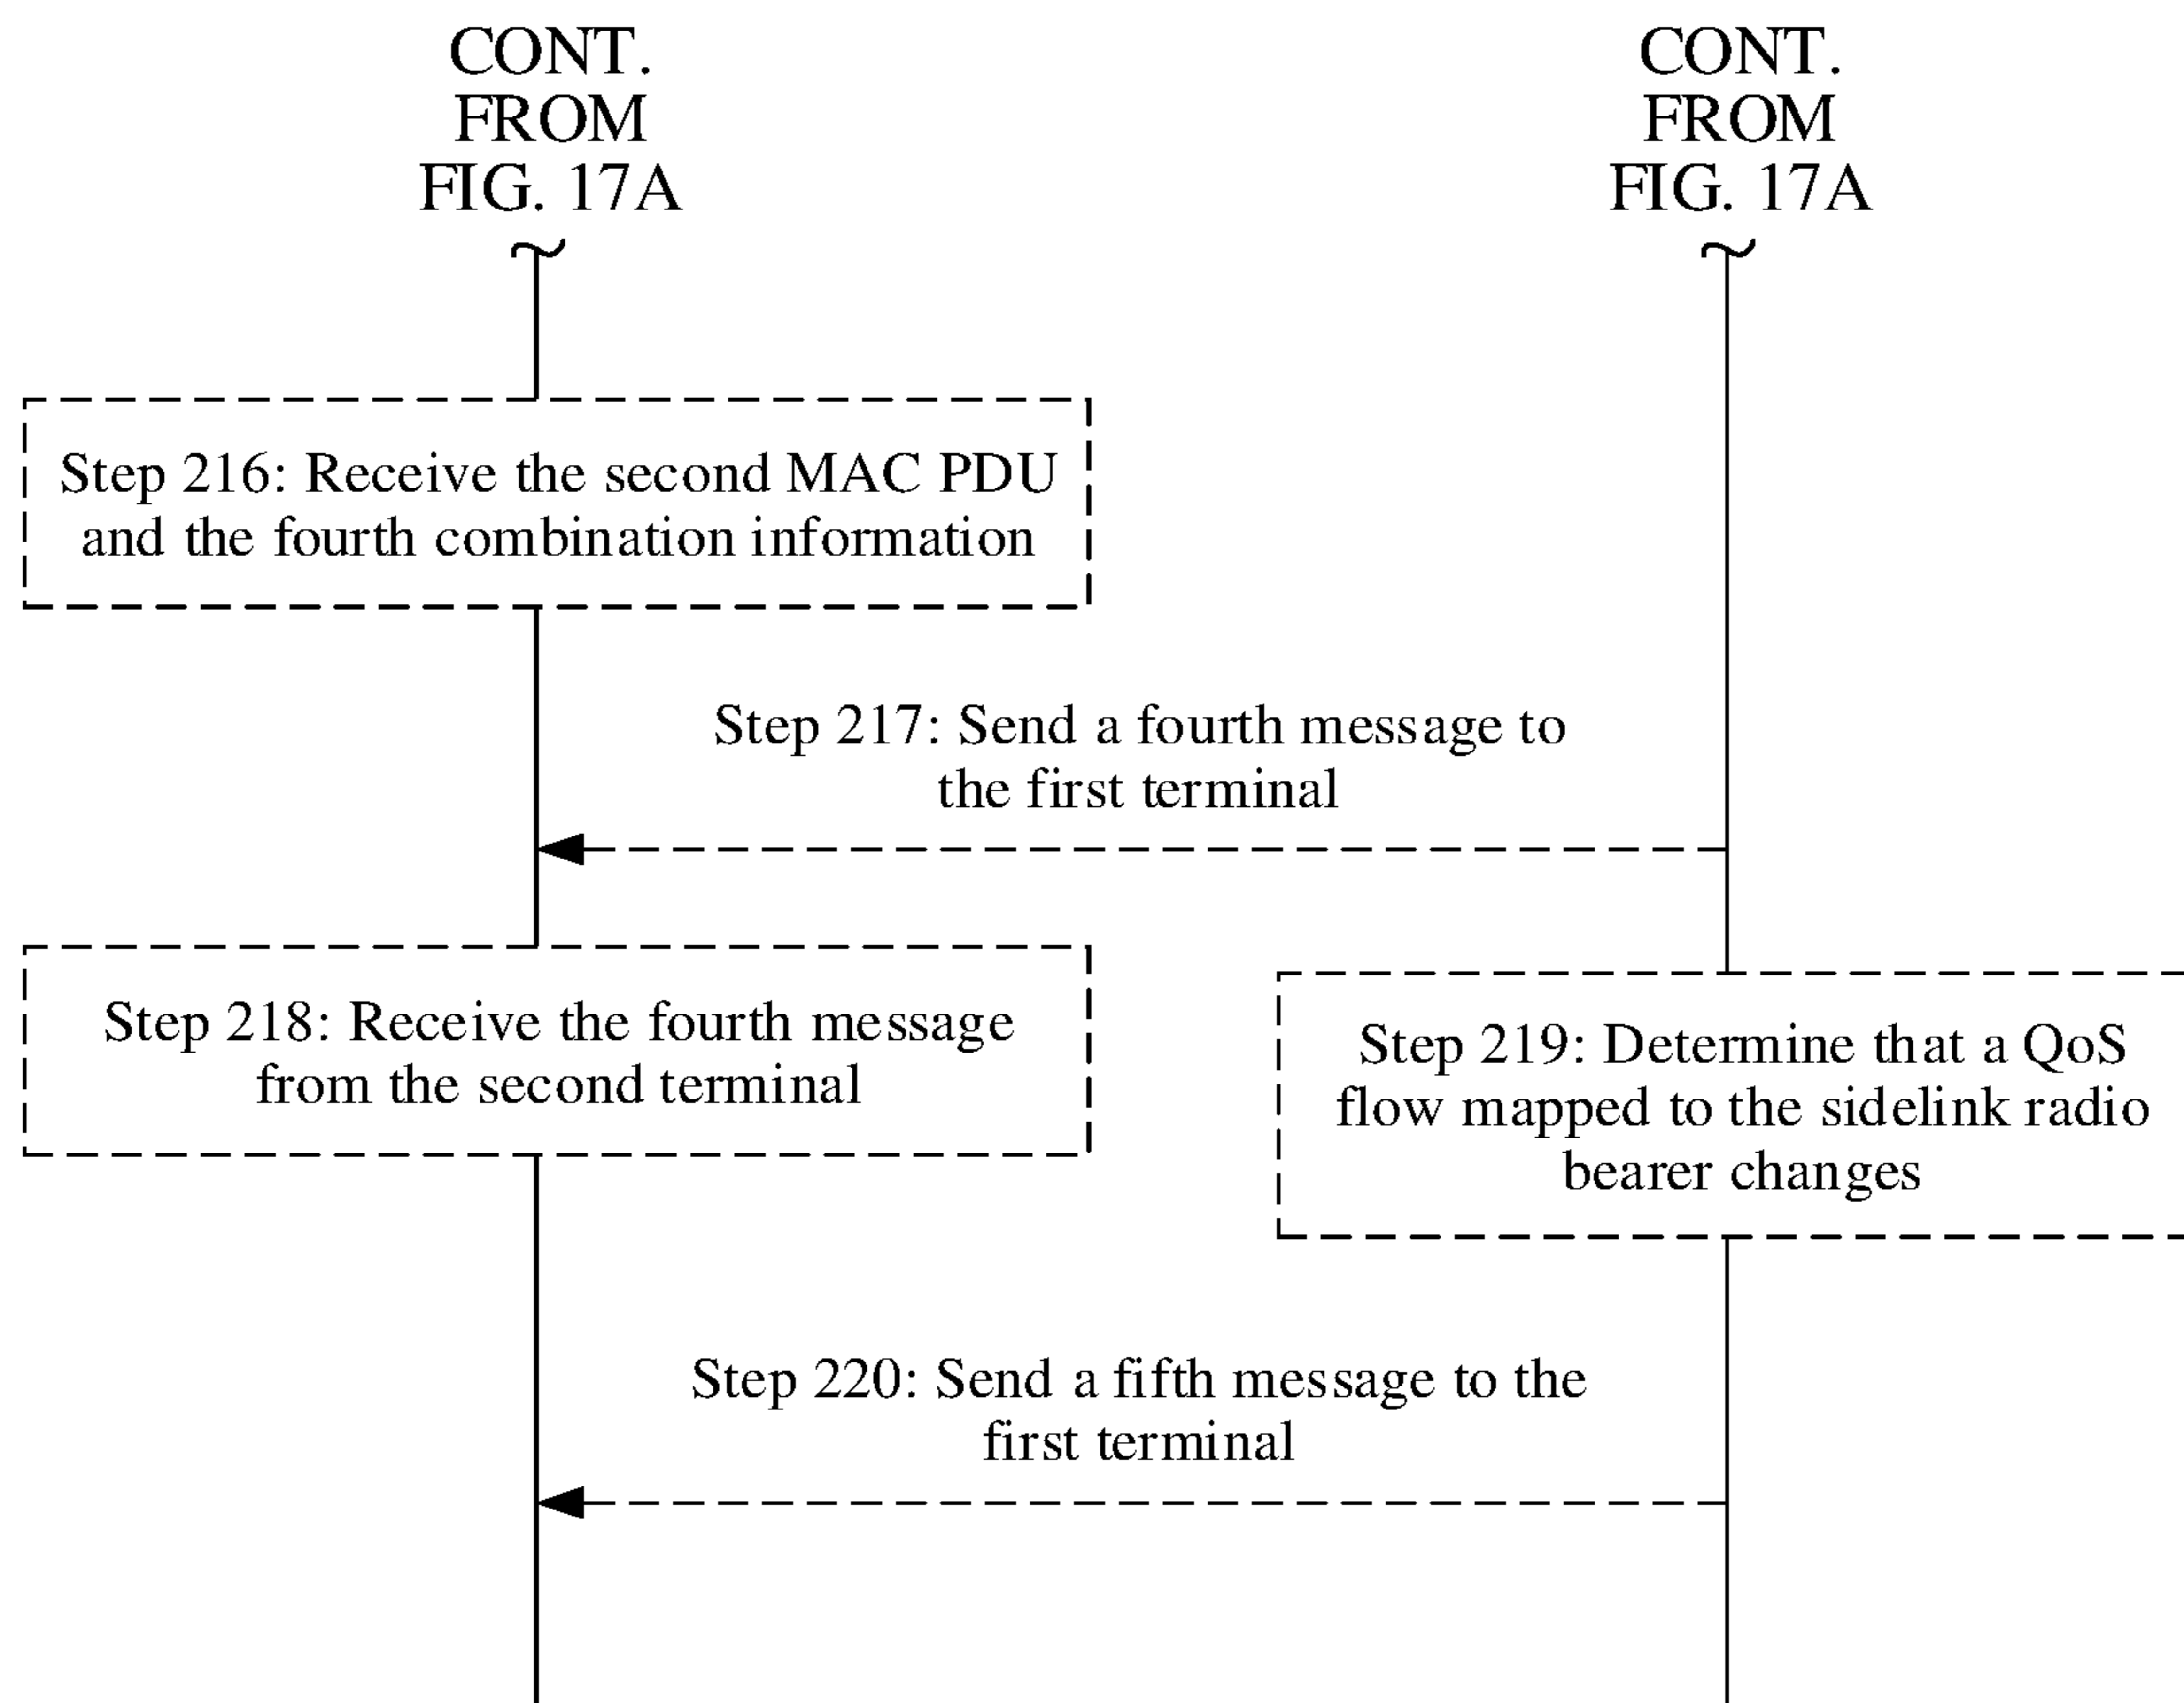 CONT.
FROM
FIG. 17A
CONT.
FROM
FIG. 17A
Step 216: Receive the second MAC PDU
and the fourth combination information
Step 217: Send a fourth message to
the first terminal
Step 218: Receive the fourth message
from the second terminal
Step 219: Determine that a QoS
flow mapped to the sidelink radio
bearer changes
Step 220: Send a fifth message to the
first terminal